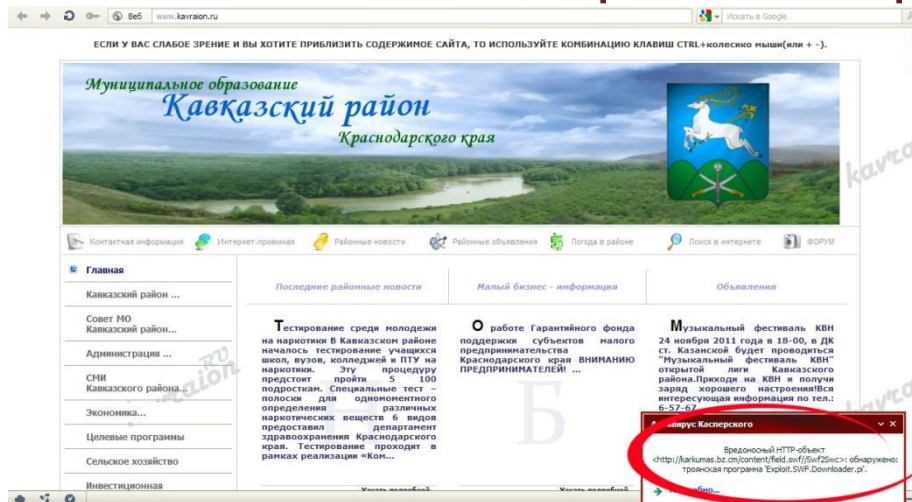 Веб www.kavraion.ru
Искать в Google
ЕСЛИ У ВАС СЛАБОЕ ЗРЕНИЕ И ВЫ ХОТИТЕ ПРИБЛИЗИТЬ СОДЕРЖИМОЕ САЙТА, ТО ИСПОЛЬЗУЙТЕ КОМБИНАЦИЮ КЛАВИШ CTRL+колесико мыши(или + -).
Муниципальное образование
Кавказский район
Краснодарского края
kavra
Контактная информация
Интернет-приемная
Районные новости
Районные объявления
Погода в районе
Поиск в интернете
ФОРУМ
Главная
Кавказский район ...
Совет МО
Кавказский район...
Администрация ...
СМИ
Кавказского района...
Экономика...
Целевые программы
Сельское хозяйство
Инвестиционная
Последние районные новости
Тестирование среди молодежи
на наркотики В Кавказском районе
началось тестирование учащихся
школ, вузов, колледжей и ПТУ на
наркотики. Эту процедуру
предстоит пройти 5 100
подросткам. Специальные тест –
полоски для одномоментного
определения различных
наркотических веществ 6 видов
предоставил департамент
здравоохранения Краснодарского
края. Тестирование проходит в
рамках реализации «Ком...
Узнать подробней
Малый бизнес - информация
О работе Гарантийного фонда
поддержки субъектов малого
предпринимательства
Краснодарского края ВНИМАНИЮ
ПРЕДПРИНИМАТЕЛЕЙ! ...
Узнать подробней
Объявления
Музыкальный фестиваль КВН
24 ноября 2011 года в 18-00, в ДК
ст. Казанской будет проводиться
"Музыкальный фестиваль КВН"
открытой лиги Кавказского
района.Приходи на КВН и получи
заряд хорошего настроения!Вся
интересующая информация по тел.:
6-57-67
Н
Б
Антивирус Касперского
Вредоносный HTTP-объект
<http://karkumas.bz.cm/content/field.swf//Swf2Swc>: обнаружено:
троянская программа 'Exploit.SWF.Downloader.pi'.